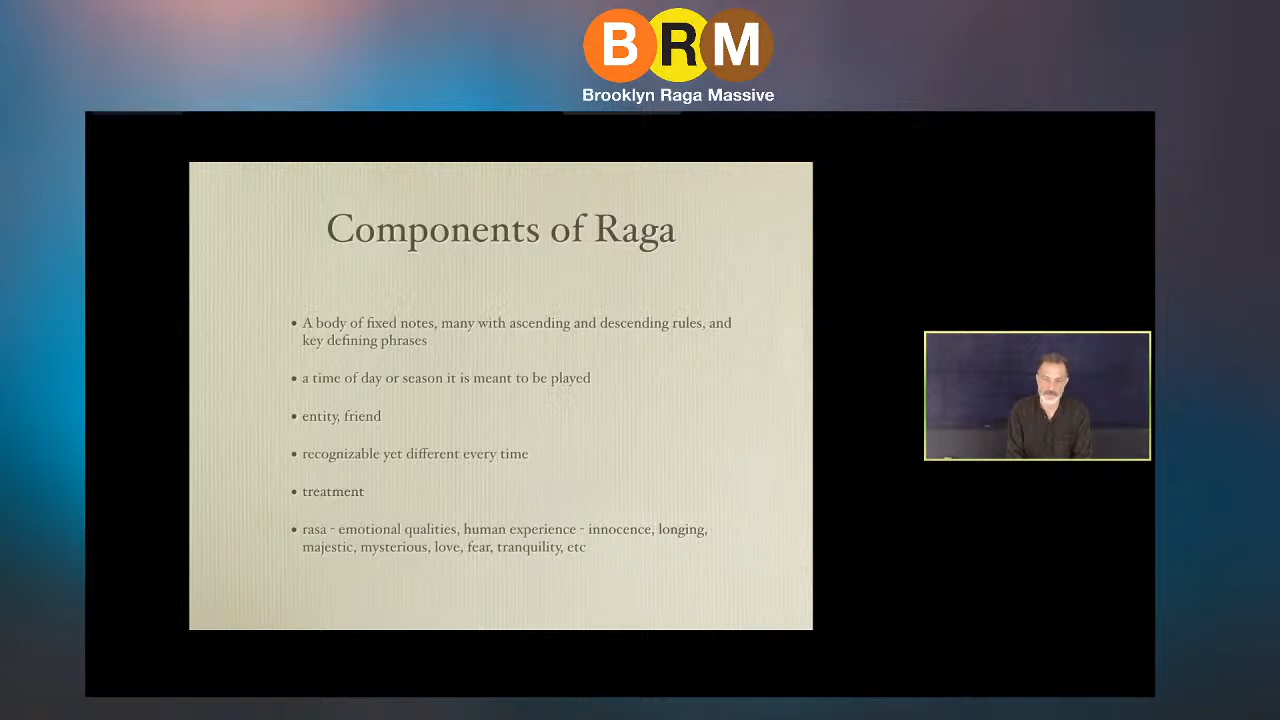 BRM
Brooklyn Raga Massive
Components of Raga
• A body of fixed notes, many with ascending and descending rules, and
key defining phrases
• a time of day or season it is meant to be played
• entity, friend
• recognizable yet different every time
• treatment
• rasa - emotional qualities, human experience - innocence, longing,
majestic, mysterious, love, fear, tranquility, etc